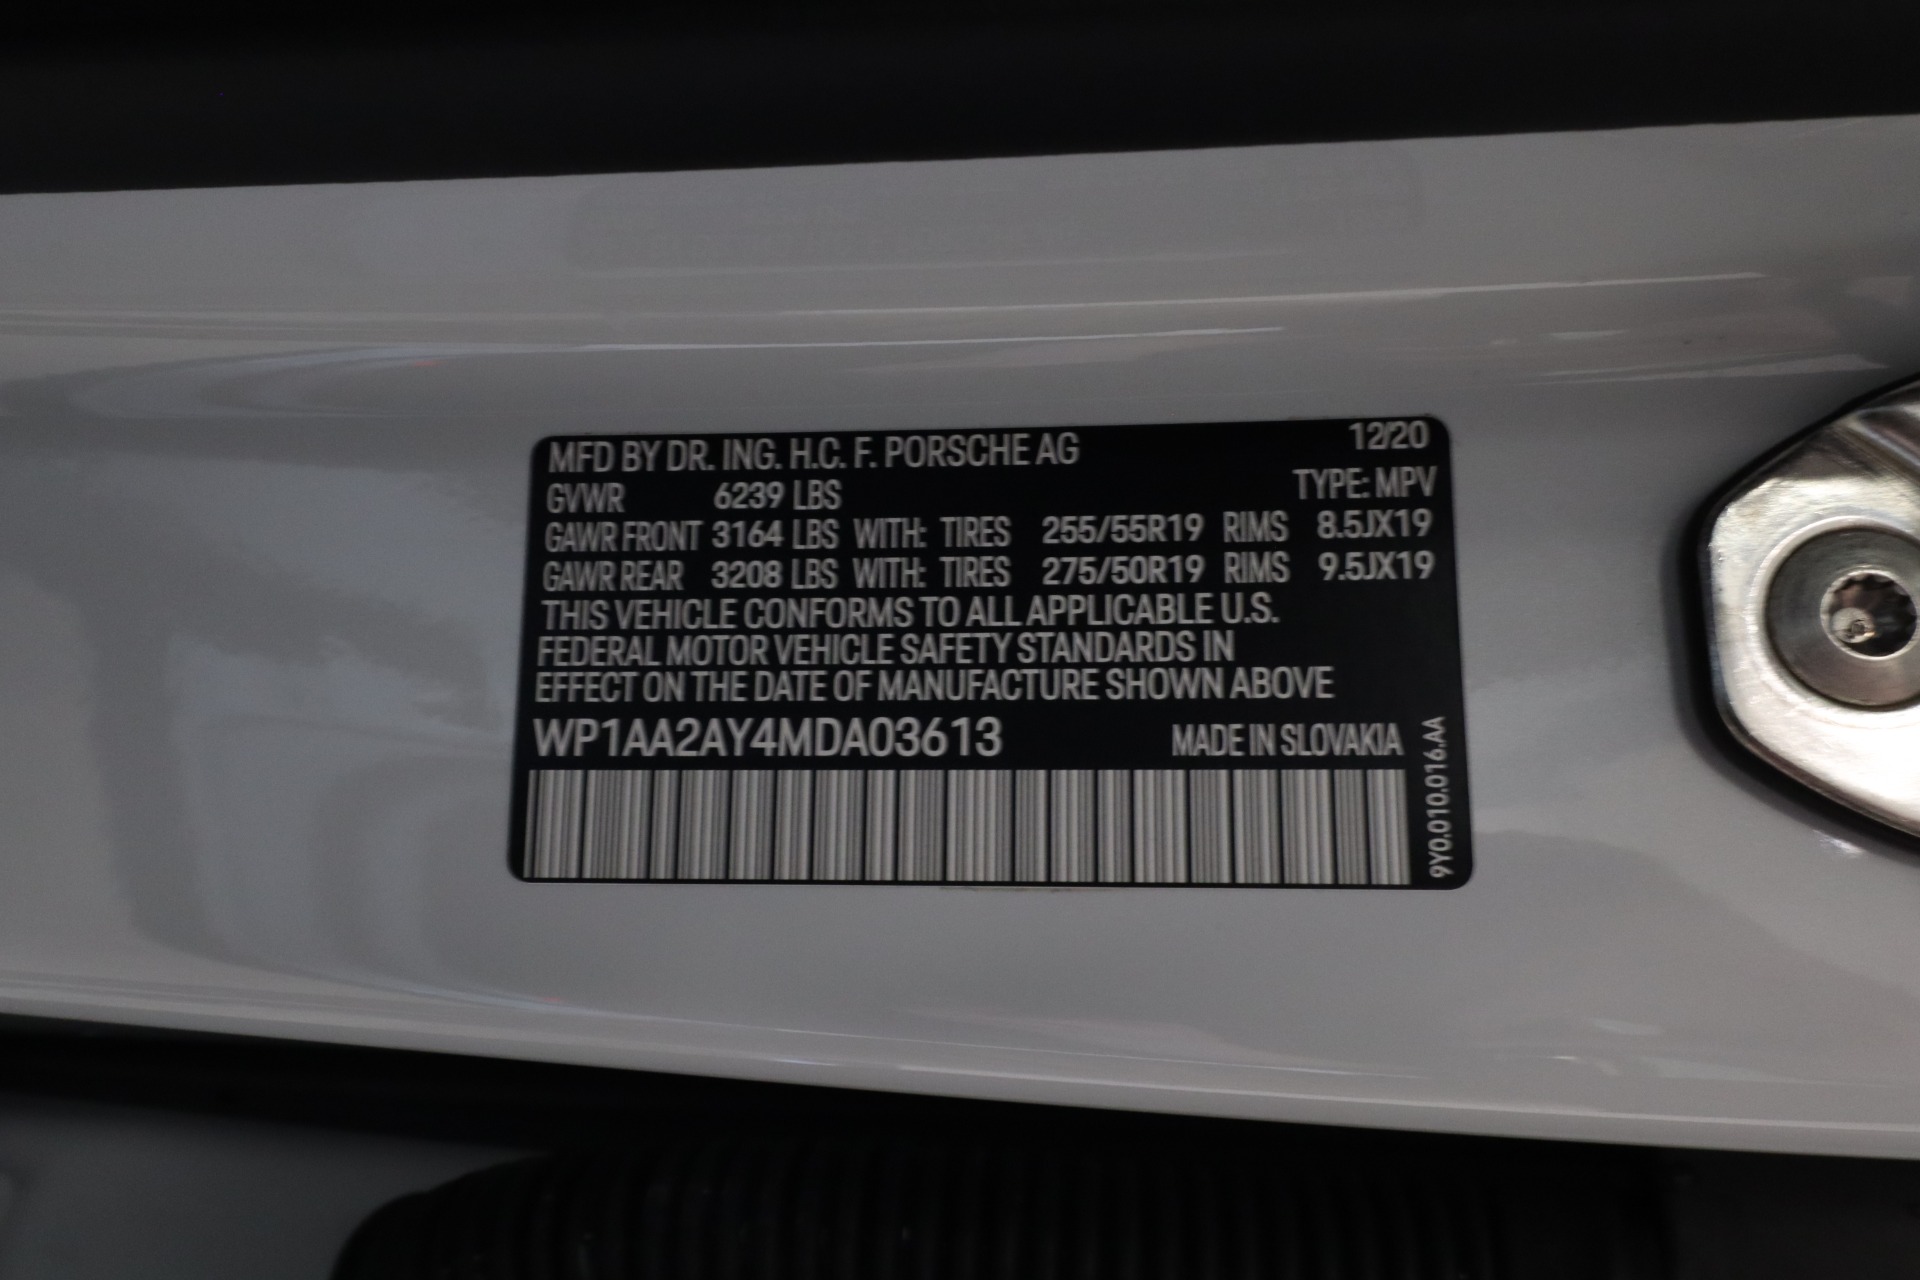 MFD BY DR. ING. H.C. F. PORSCHE AG 12/20
GVWR 6239 LBS TYPE: MPV
GAWR FRONT 3164 LBS WITH: TIRES 255/55R19 RIMS 8.5JX19
GAWR REAR 3208 LBS WITH: TIRES 275/50R19 RIMS 9.5JX19
THIS VEHICLE CONFORMS TO ALL APPLICABLE U.S.
FEDERAL MOTOR VEHICLE SAFETY STANDARDS IN
EFFECT ON THE DATE OF MANUFACTURE SHOWN ABOVE
WP1AA2AY4MDA03613 MADE IN SLOVAKIA
9Y0.010.016.AA